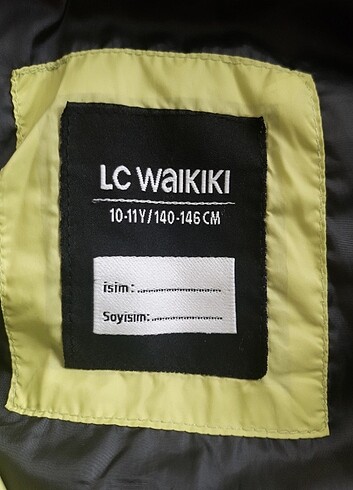 LC WAIKIKI
10-11Y/140-146 CM
isim:........................
Soyisim:........................